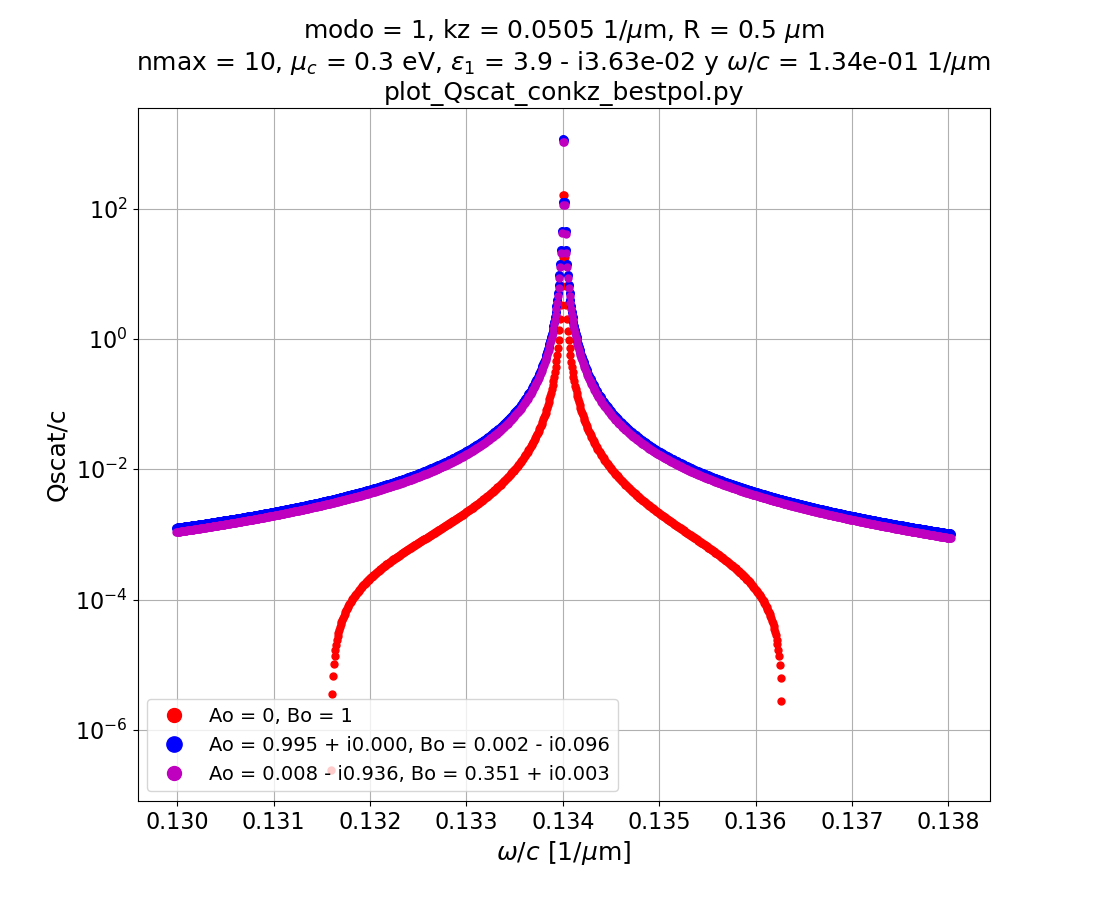 modo = 1, kz = 0.0505 1/μm, R = 0.5 μm
nmax = 10, μ_c = 0.3 eV, ε_1 = 3.9 - i3.63e-02 y ω/c = 1.34e-01 1/μm
plot_Qscat_conkz_bestpol.py
Qscat/c
10^2
10^0
10^−2
10^−4
10^−6
Ao = 0, Bo = 1
Ao = 0.995 + i0.000, Bo = 0.002 - i0.096
Ao = 0.008 - i0.936, Bo = 0.351 + i0.003
0.130 0.131 0.132 0.133 0.134 0.135 0.136 0.137 0.138
ω/c [1/μm]